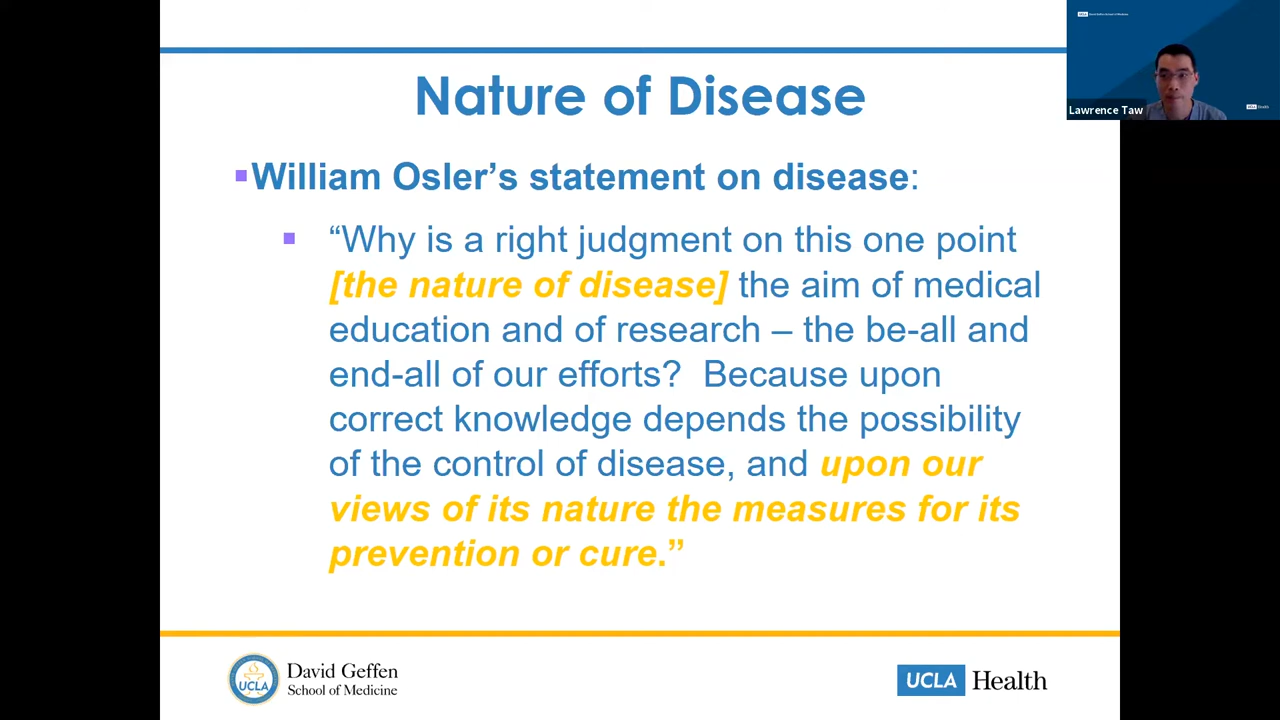 Nature of Disease
Lawrence Taw
William Osler’s statement on disease:
“Why is a right judgment on this one point
[the nature of disease] the aim of medical
education and of research – the be-all and
end-all of our efforts?  Because upon
correct knowledge depends the possibility
of the control of disease, and upon our
views of its nature the measures for its
prevention or cure.”
UCLA
David Geffen
School of Medicine
UCLA Health